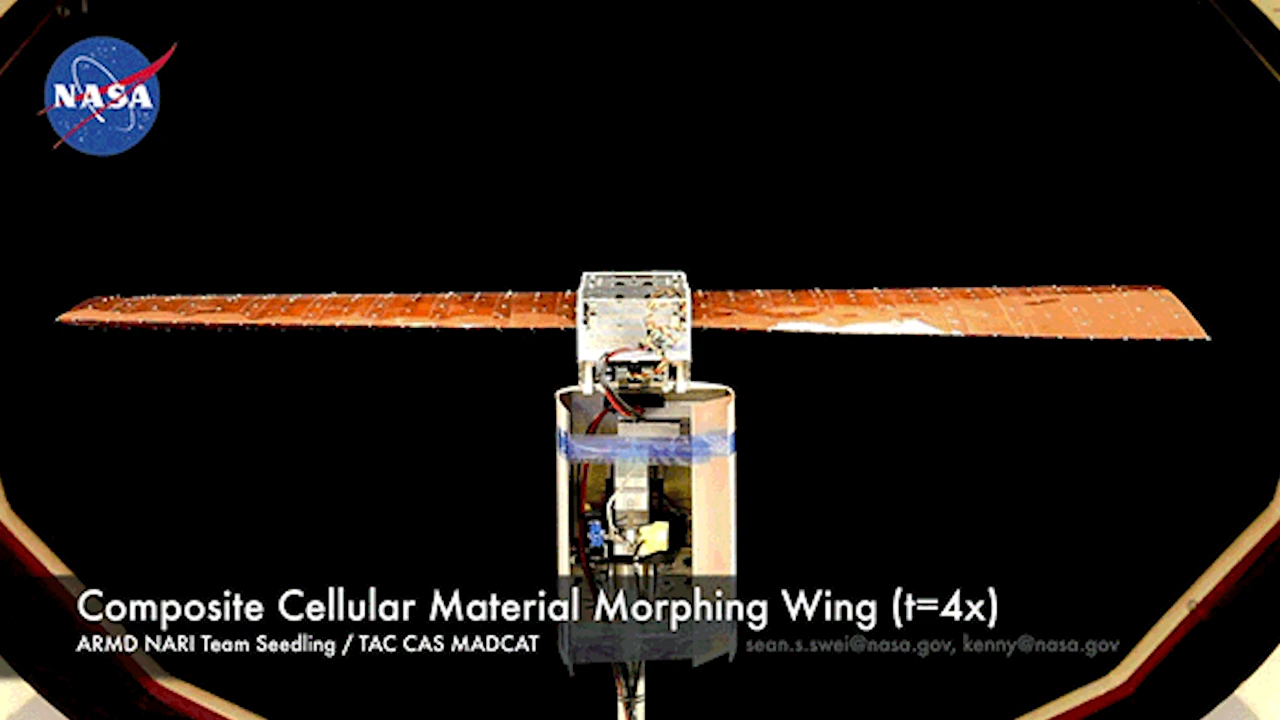 NASA
Composite Cellular Material Morphing Wing (t=4x)
ARMD NARI Team Seedling / TAC CAS MADCAT
sean.s.swei@nasa.gov, kenny@nasa.gov